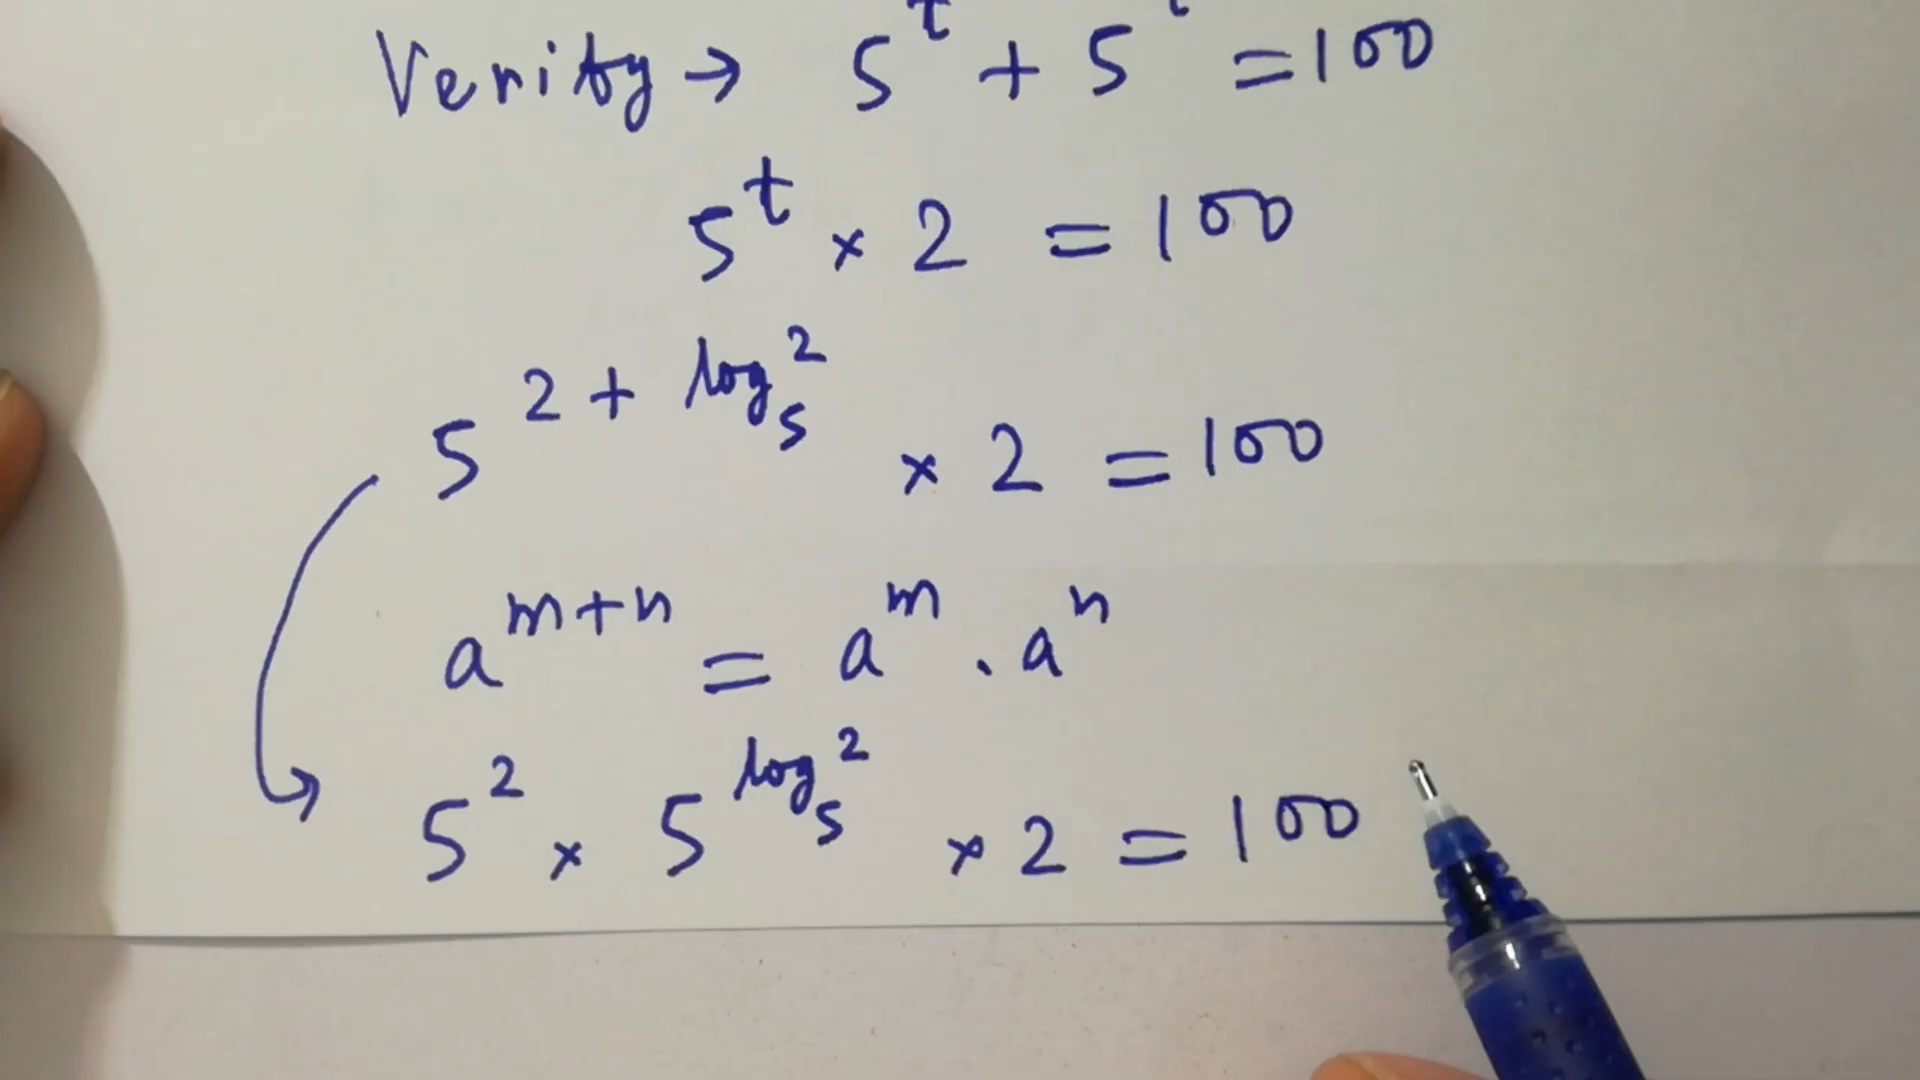 Verify → 5^t + 5^t = 100
5^t × 2 = 100
5^(2 + log_5^2) × 2 = 100
a^(m+n) = a^m . a^n
5^2 × 5^(log_5^2) × 2 = 100